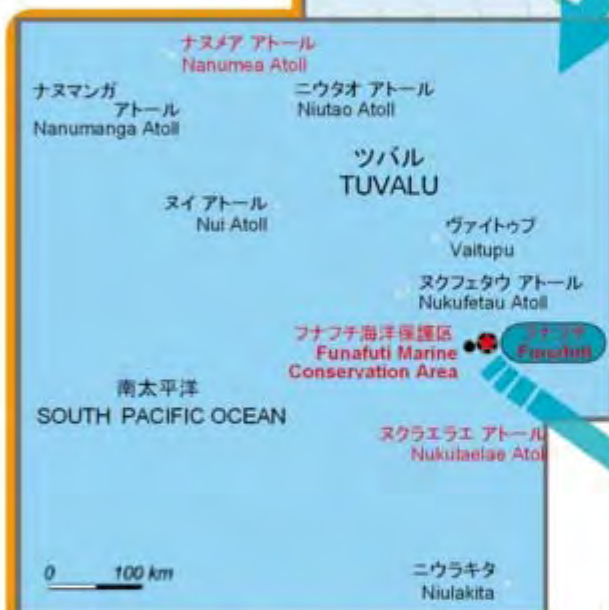 ナヌメア アトール
Nanumea Atoll
ナヌマンガ
アトール
Nanumanga Atoll
ニウタオ アトール
Niutao Atoll
ツバル
TUVALU
ヌイ アトール
Nui Atoll
ヴァイトゥプ
Vaitupu
ヌクフェタウ アトール
Nukufetau Atoll
フナフチ海洋保護区
Funafuti Marine
Conservation Area
フナフチ
Funafuti
南太平洋
SOUTH PACIFIC OCEAN
ヌクラエラエ アトール
Nukulaelae Atoll
0 100 km
ニウラキタ
Niulakita